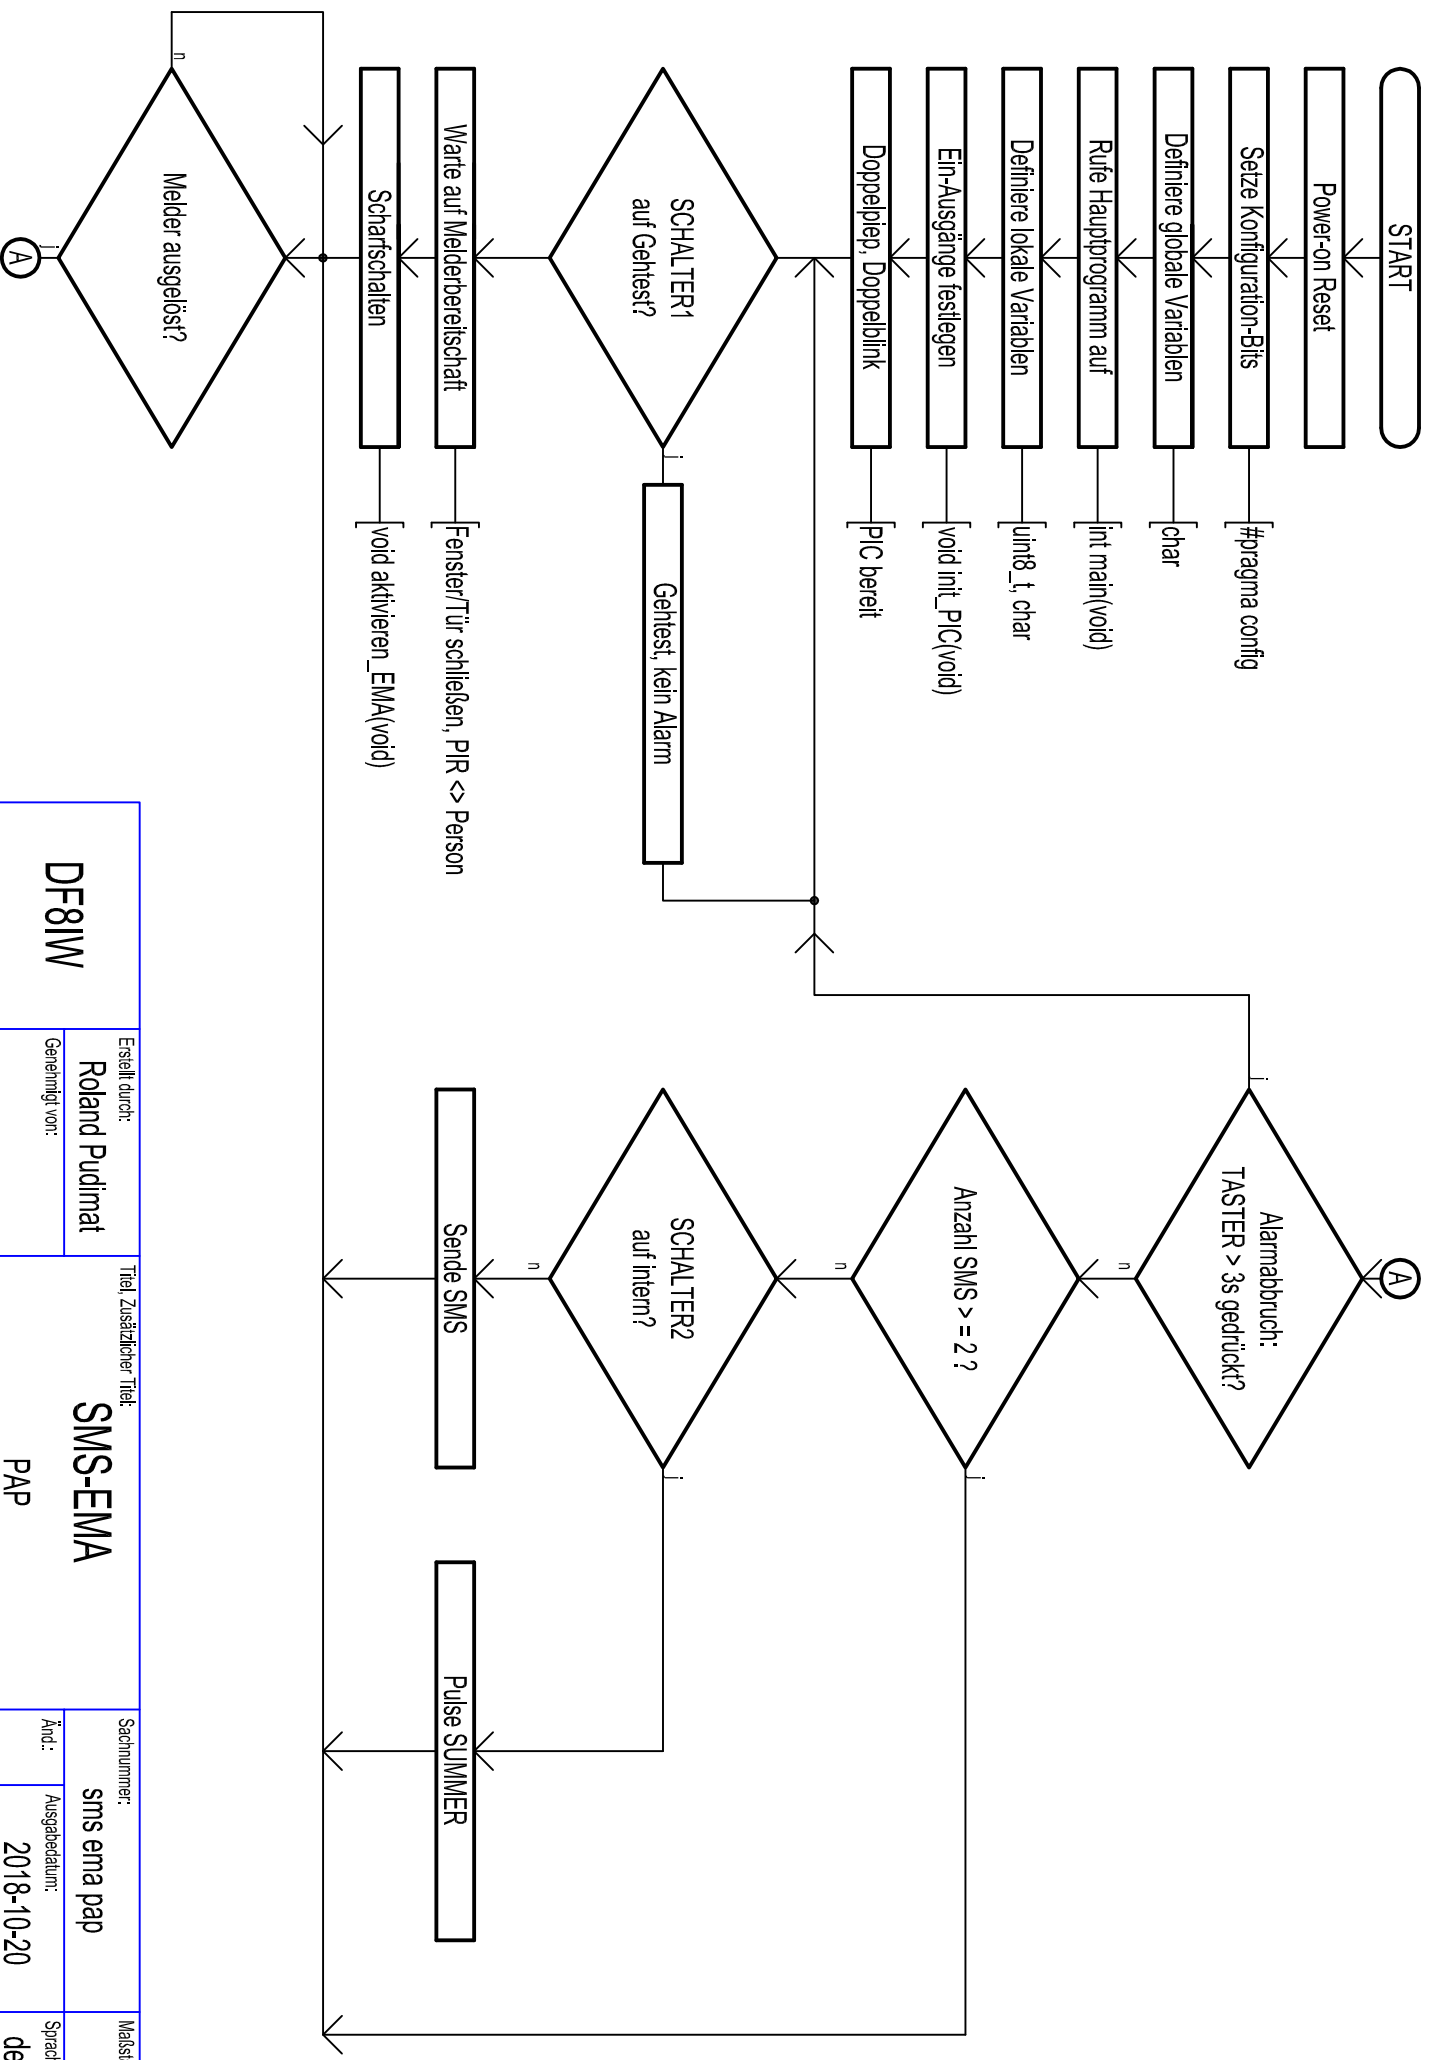 START
Power-on Reset
Setze Konfiguration-Bits
#pragma config
Definiere globale Variablen
char
Rufe Hauptprogramm auf
int main(void)
Definiere lokale Variablen
uint8_t, char
Ein-Ausgänge festlegen
void init_PIC(void)
Doppelpiep, Doppelblink
PIC bereit
SCHALTER1
auf Gehtest?
j
Gehtest, kein Alarm
Warte auf Melderbereitschaft
Fenster/Tür schließen, PIR <> Person
Scharfschalten
void aktivieren_EMA(void)
n
Melder ausgelöst?
j
A
A
Alarmabbruch:
TASTER > 3s gedrückt?
j
n
Anzahl SMS > = 2 ?
j
n
SCHALTER2
auf intern?
j
n
Sende SMS
Pulse SUMMER
DF8IW
Erstellt durch:
Roland Pudimat
Genehmigt von:
Titel, Zusätzlicher Titel:
SMS-EMA
PAP
Sachnummer:
sms ema pap
Änd.:
Ausgabedatum:
2018-10-20